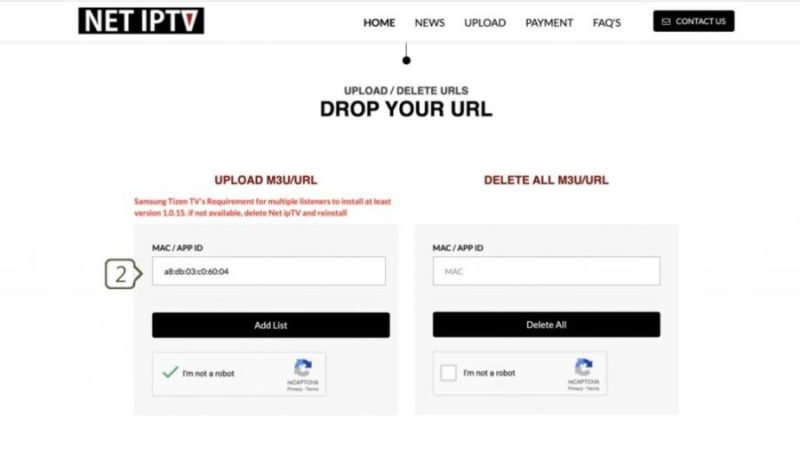 NET IPTV
HOME NEWS UPLOAD PAYMENT FAQ'S CONTACT US
UPLOAD / DELETE URLS
DROP YOUR URL
UPLOAD M3U/URL
Samsung Tizen TV's Requirement for multiple listeners to install at least
version 1.0.15. if not available, delete Net ipTV and reinstall
MAC / APP ID
2
a8:db:03:c0:60:04
Add List
I'm not a robot
reCAPTCHA
Privacy - Terms
DELETE ALL M3U/URL
MAC / APP ID
MAC
Delete All
I'm not a robot
reCAPTCHA
Privacy - Terms